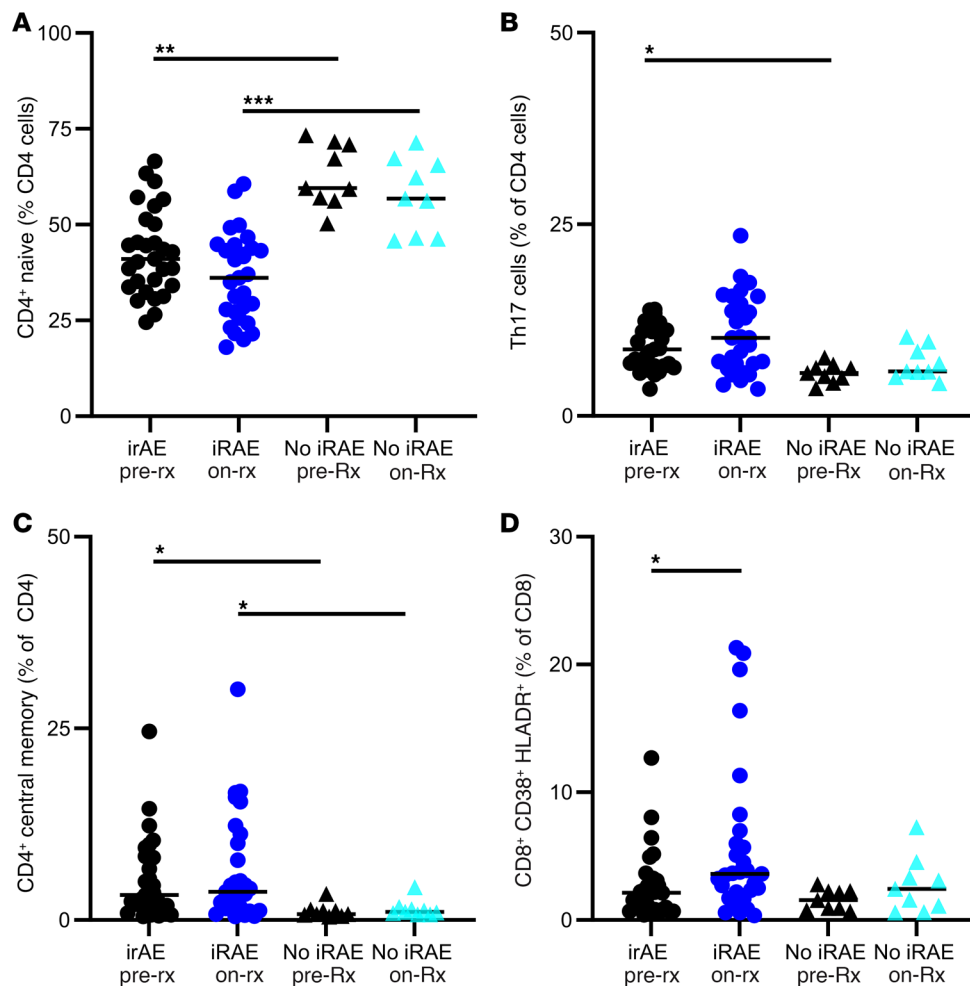 A
CD4⁺ naive (% CD4 cells)
100
75
50
25
0
**
***
irAE
pre-rx
iRAE
on-rx
No iRAE
pre-Rx
No iRAE
on-Rx
B
Th17 cells (% of CD4 cells)
50
25
0
*
irAE
pre-rx
iRAE
on-rx
No iRAE
pre-Rx
No iRAE
on-Rx
C
CD4⁺ central memory (% of CD4)
50
25
0
*
*
irAE
pre-rx
iRAE
on-rx
No iRAE
pre-Rx
No iRAE
on-Rx
D
CD8⁺ CD38⁺ HLADR⁺ (% of CD8)
30
20
10
0
*
irAE
pre-rx
iRAE
on-rx
No iRAE
pre-Rx
No iRAE
on-Rx